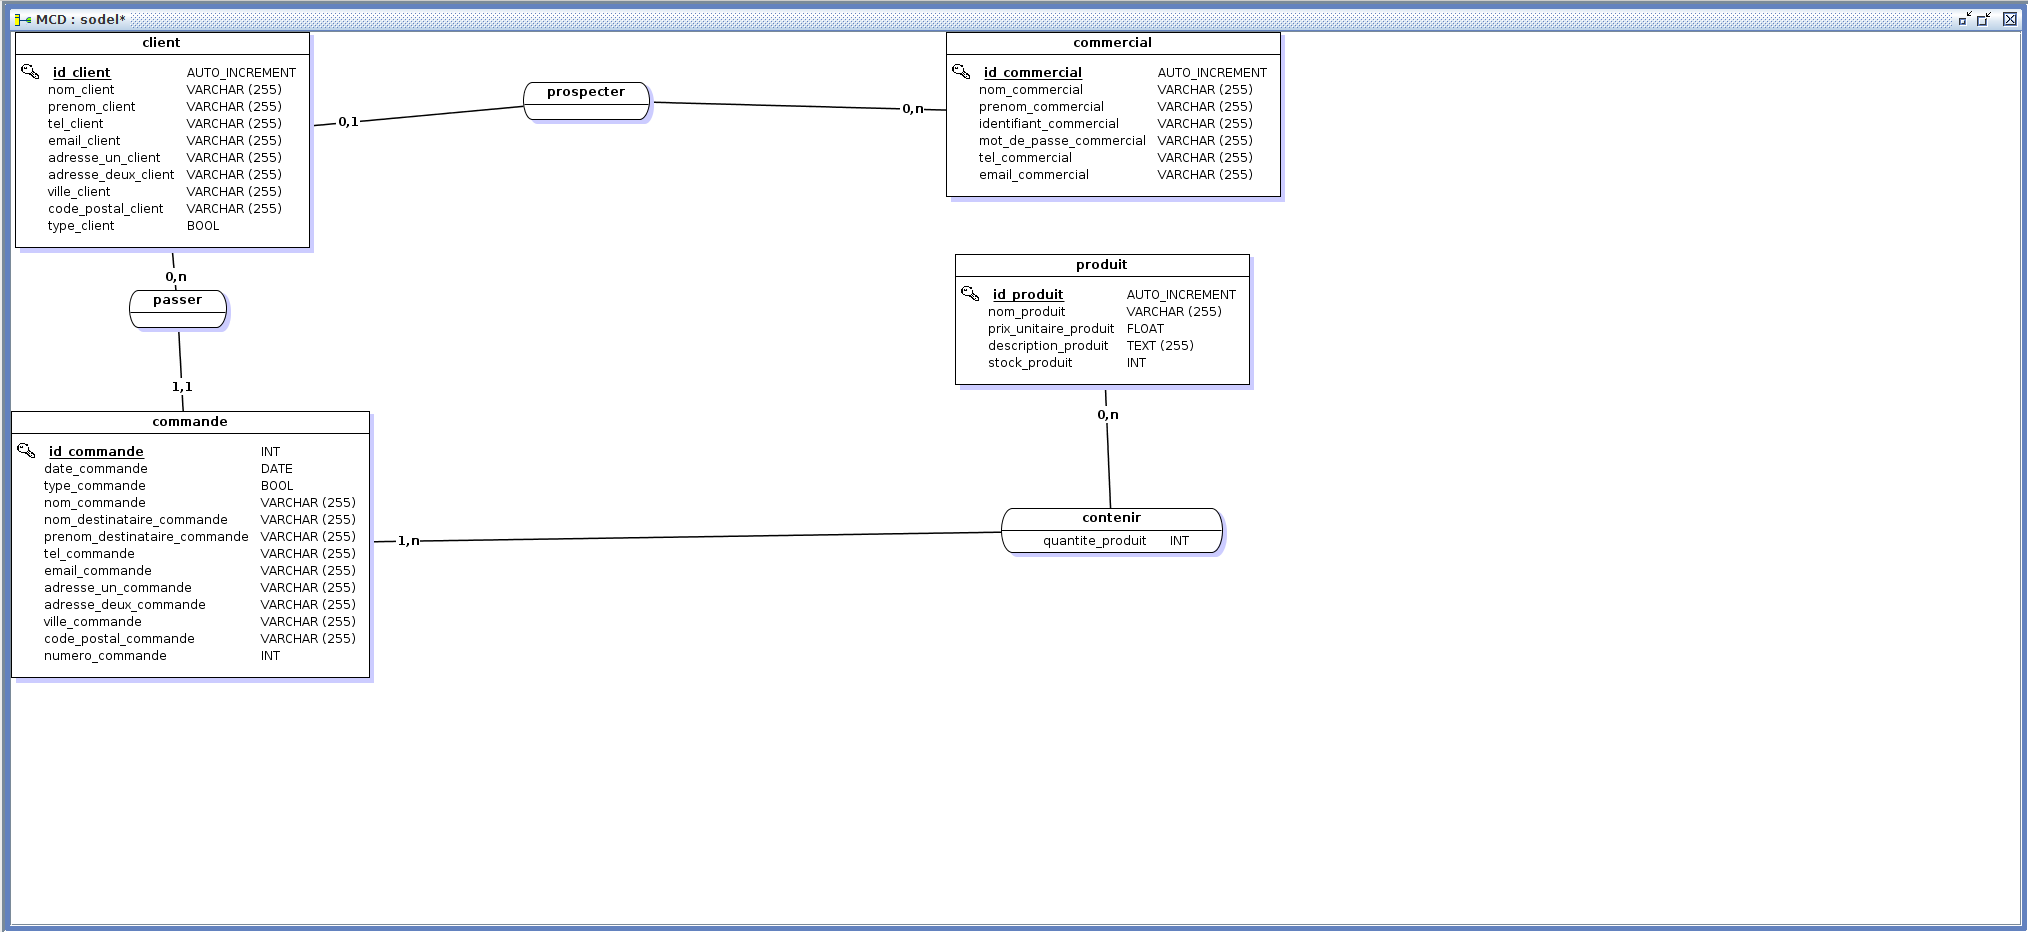 MCD : sodel*
client
id_client AUTO_INCREMENT
nom_client VARCHAR (255)
prenom_client VARCHAR (255)
tel_client VARCHAR (255)
email_client VARCHAR (255)
adresse_un_client VARCHAR (255)
adresse_deux_client VARCHAR (255)
ville_client VARCHAR (255)
code_postal_client VARCHAR (255)
type_client BOOL
0,1
prospecter
0,n
commercial
id_commercial AUTO_INCREMENT
nom_commercial VARCHAR (255)
prenom_commercial VARCHAR (255)
identifiant_commercial VARCHAR (255)
mot_de_passe_commercial VARCHAR (255)
tel_commercial VARCHAR (255)
email_commercial VARCHAR (255)
0,n
passer
1,1
produit
id_produit AUTO_INCREMENT
nom_produit VARCHAR (255)
prix_unitaire_produit FLOAT
description_produit TEXT (255)
stock_produit INT
0,n
commande
id_commande INT
date_commande DATE
type_commande BOOL
nom_commande VARCHAR (255)
nom_destinataire_commande VARCHAR (255)
prenom_destinataire_commande VARCHAR (255)
tel_commande VARCHAR (255)
email_commande VARCHAR (255)
adresse_un_commande VARCHAR (255)
adresse_deux_commande VARCHAR (255)
ville_commande VARCHAR (255)
code_postal_commande VARCHAR (255)
numero_commande INT
1,n
contenir
quantite_produit INT